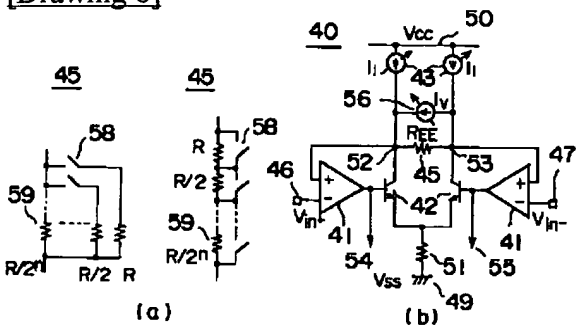 [Drawing 6]
45
58
59
R/2ⁿ
R/2
R
45
R
58
R/2
59
R/2ⁿ
(a)
40
50
Vcc
I₁
43
I₁
56
Iv
52
REE
53
45
46
47
42
41
41
Vin
Vin-
54
51
55
Vss
49
(b)